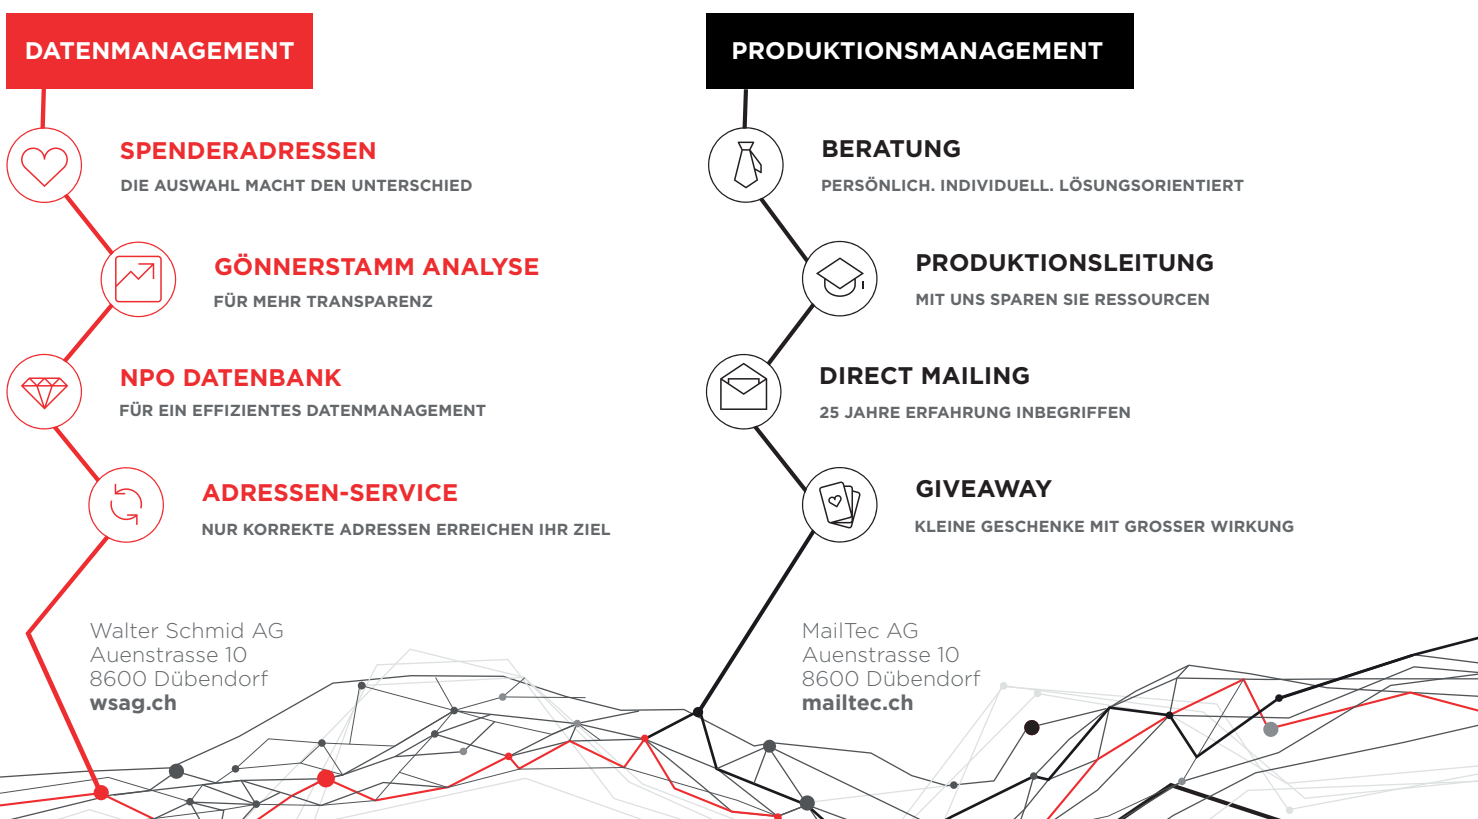 DATENMANAGEMENT
SPENDERADRESSEN
DIE AUSWAHL MACHT DEN UNTERSCHIED
GÖNNERSTAMM ANALYSE
FÜR MEHR TRANSPARENZ
NPO DATENBANK
FÜR EIN EFFIZIENTES DATENMANAGEMENT
ADRESSEN-SERVICE
NUR KORREKTE ADRESSEN ERREICHEN IHR ZIEL
Walter Schmid AG
Auenstrasse 10
8600 Dübendorf
wsag.ch
PRODUKTIONSMANAGEMENT
BERATUNG
PERSÖNLICH. INDIVIDUELL. LÖSUNGSORIENTIERT
PRODUKTIONSLEITUNG
MIT UNS SPAREN SIE RESSOURCEN
DIRECT MAILING
25 JAHRE ERFAHRUNG INBEGRIFFEN
GIVEAWAY
KLEINE GESCHENKE MIT GROSSER WIRKUNG
MailTec AG
Auenstrasse 10
8600 Dübendorf
mailtec.ch